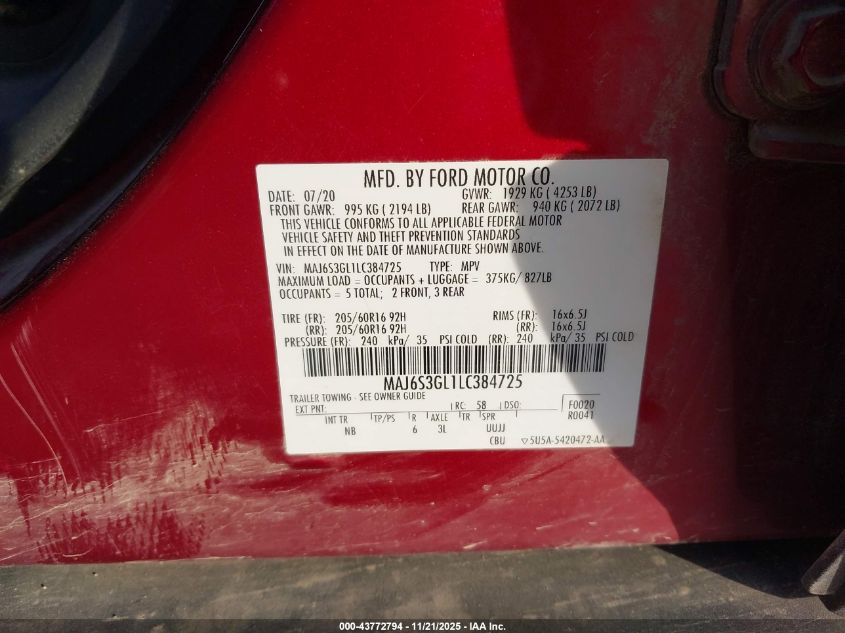 MFD. BY FORD MOTOR CO.
DATE: 07/20 GVWR: 1929 KG ( 4253 LB)
FRONT GAWR: 995 KG ( 2194 LB) REAR GAWR: 940 KG ( 2072 LB)
THIS VEHICLE CONFORMS TO ALL APPLICABLE FEDERAL MOTOR
VEHICLE SAFETY AND THEFT PREVENTION STANDARDS
IN EFFECT ON THE DATE OF MANUFACTURE SHOWN ABOVE.
VIN: MAJ6S3GL1LC384725 TYPE: MPV
MAXIMUM LOAD = OCCUPANTS + LUGGAGE = 375KG/ 827LB
OCCUPANTS = 5 TOTAL; 2 FRONT, 3 REAR
TIRE (FR): 205/60R16 92H RIMS (FR): 16x6.5J
(RR): 205/60R16 92H (RR): 16x6.5J
PRESSURE (FR): 240 kPa/ 35 PSI COLD (RR): 240 kPa/ 35 PSI COLD
MAJ6S3GL1LC384725
TRAILER TOWING - SEE OWNER GUIDE
EXT PNT: RC: 58 DSO: F0020
R0041
INT TR TP/PS R AXLE TR SPR
NB 6 3L UUJJ
CBU ▽5U5A-5420472-AA
000-43772794 - 11/21/2025 - IAA Inc.